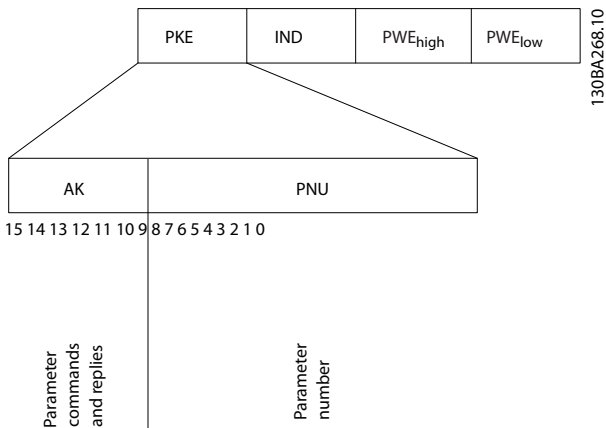 PKE IND PWEhigh PWElow
130BA268.10
AK PNU
15 14 13 12 11 10 9 8 7 6 5 4 3 2 1 0
Parameter
commands
and replies
Parameter
number